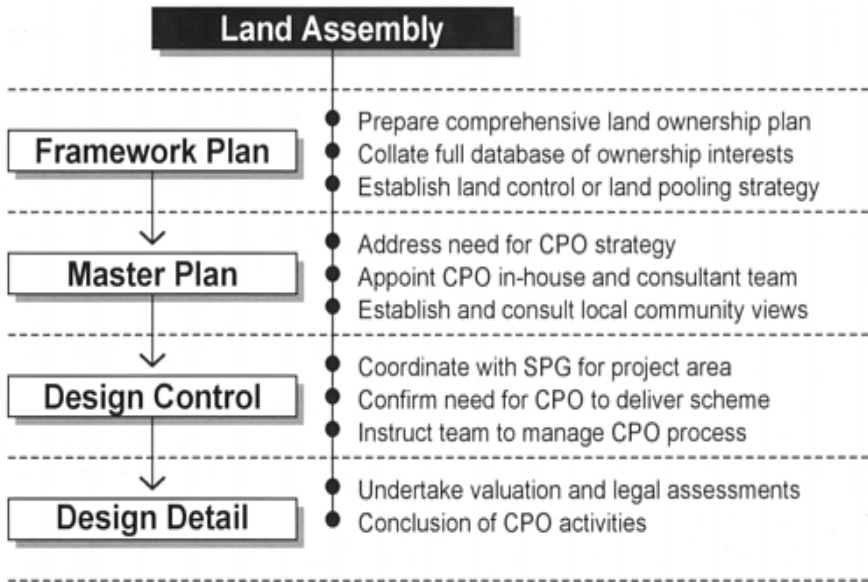 Land Assembly
Framework Plan
Prepare comprehensive land ownership plan
Collate full database of ownership interests
Establish land control or land pooling strategy
Master Plan
Address need for CPO strategy
Appoint CPO in-house and consultant team
Establish and consult local community views
Design Control
Coordinate with SPG for project area
Confirm need for CPO to deliver scheme
Instruct team to manage CPO process
Design Detail
Undertake valuation and legal assessments
Conclusion of CPO activities